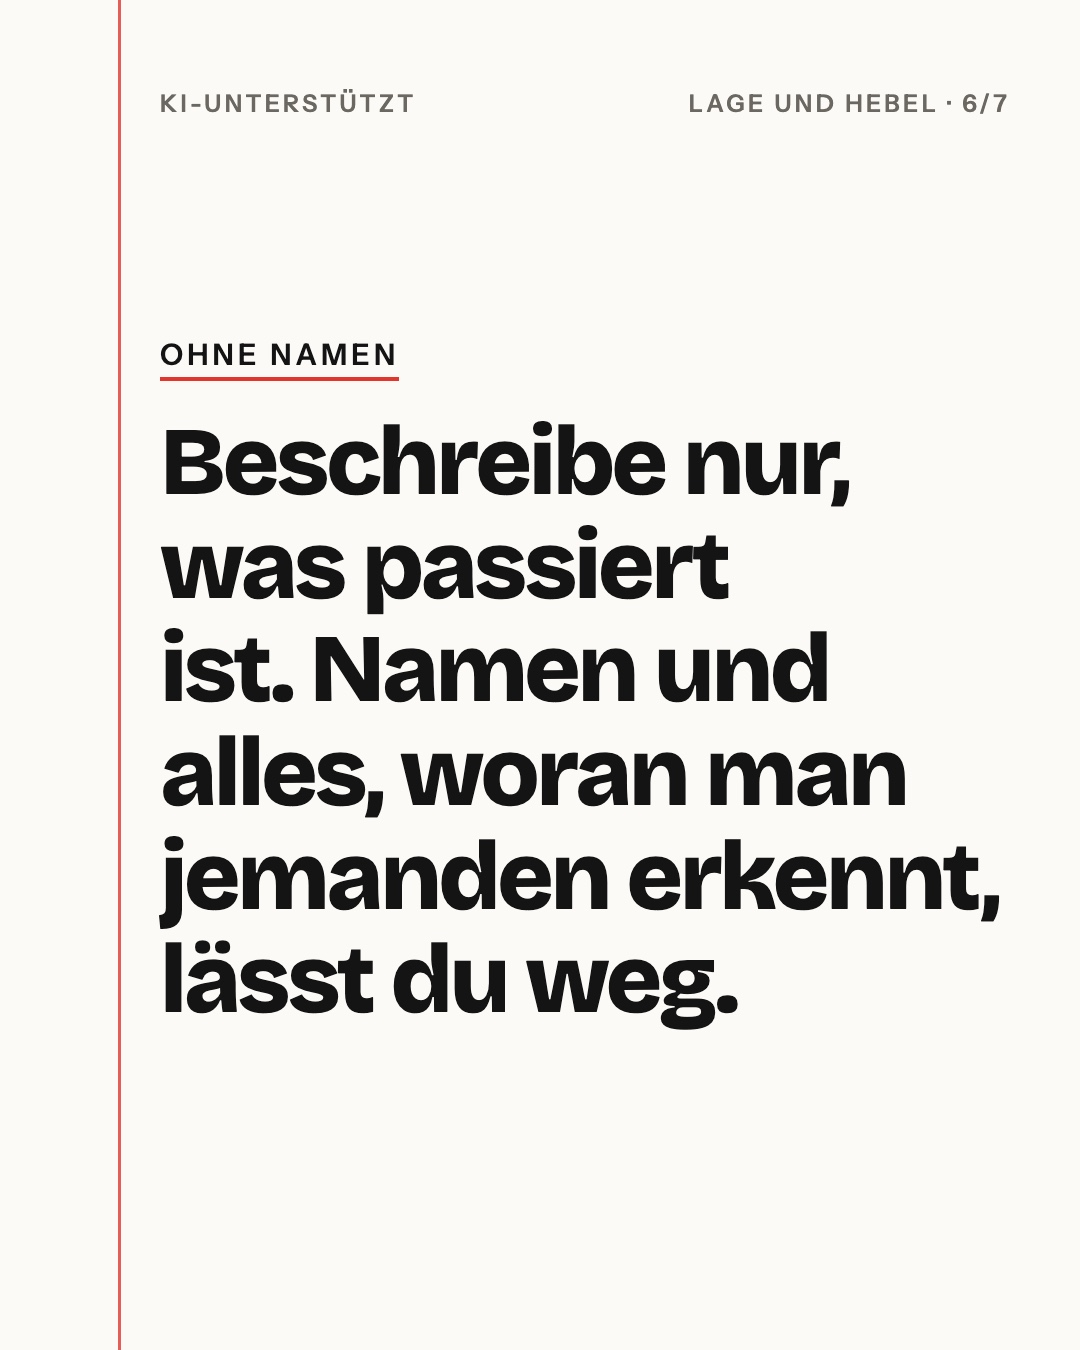 KI-UNTERSTÜTZT
LAGE UND HEBEL · 6/7
OHNE NAMEN
Beschreibe nur,
was passiert
ist. Namen und
alles, woran man
jemanden erkennt,
lässt du weg.